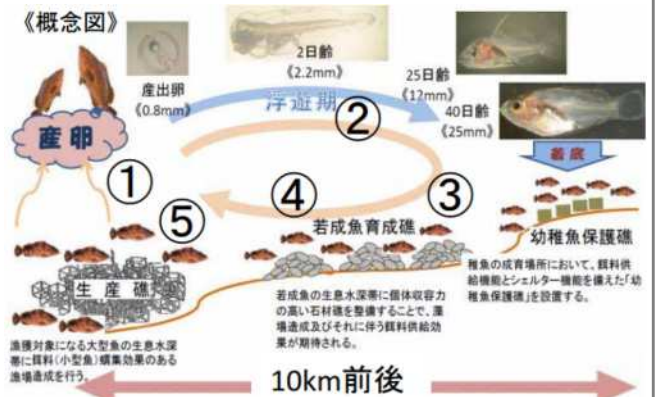 《概念図》
産出卵
《0.8mm》
2日齢
《2.2mm》
25日齢
《12mm》
40日齢
《25mm》
浮遊期
②
産卵
①
着底
⑤
④
③
若成魚育成礁
幼稚魚保護礁
稚魚の成育場所において、餌料供
給機能とシェルター機能を備えた「幼
稚魚保護礁」を設置する。
生産礁
若成魚の生息水深帯に個体収容力
の高い石材礁を整備することで、藻
場造成及びそれに伴う餌料供給効
果が期待される。
漁獲対象になる大型魚の生息水深
帯に餌料(小型魚)蝟集効果のある
漁場造成を行う。
10km前後